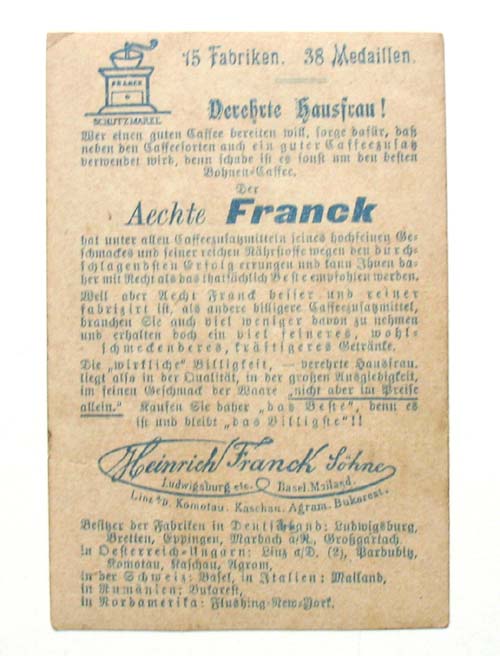 15 Fabriken. 38 Medaillen.
FRANCK
SCHUTZMARKE.
Verehrte Hausfrau!
Wer einen guten Caffee bereiten will, sorge dafür, daß
neben den Caffeesorten auch ein guter Caffeezusatz
verwendet wird, denn schade ist es sonst um den besten
Bohnen-Caffee.
Der
Aechte Franck
hat unter allen Caffeezusatzmitteln seines hochfeinen Ge-
schmackes und seiner reichen Nährstoffe wegen den durch-
schlagendsten Erfolg errungen und kann Ihnen da-
her mit Recht als das thatsächlich Beste empfohlen werden.
Weil aber Aecht Franck besser und reiner
fabrizirt ist, als andere billigere Caffeezusatzmittel,
brauchen Sie auch viel weniger davon zu nehmen
und erhalten doch ein viel feineres, wohl-
schmeckenderes, kräftigeres Getränke.
Die „wirkliche" Billigkeit, — verehrte Hausfrau,
liegt also in der Qualität, in der großen Ausgiebigkeit,
im feinen Geschmack der Waare „nicht aber im Preise
allein." Kaufen Sie daher „das Beste", denn es
ist und bleibt „das Billigste"!!
Heinrich Franck Söhne
Ludwigsburg etc. Basel. Mailand.
Linz a/D. Komotau. Kaschau. Agram. Bukarest.
Besitzer der Fabriken in Deutschland: Ludwigsburg,
Bretten, Eppingen, Marbach a/N., Großgartach.
in Oesterreich-Ungarn: Linz a/D. (2), Pardubitz,
Komotau, Kaschau, Agram,
in der Schweiz: Basel, in Italien: Mailand,
in Rumänien: Bukarest,
in Nordamerika: Flushing-New-York.